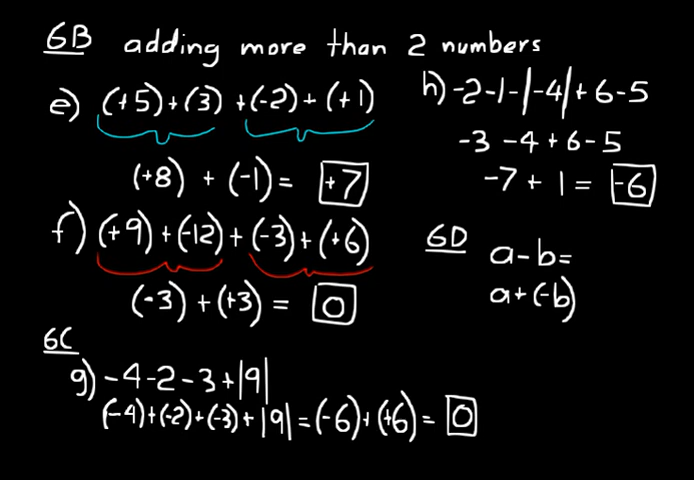 6B adding more than 2 numbers
e) (+5)+(3)+(-2)+(+1)
(+8) + (-1) = +7
f) (+9)+(-12)+(-3)+(+6)
(-3)+(+3) = 0
6C
g) -4-2-3+|9|
(-4)+(-2)+(-3)+|9|=(-6)+(+6)=0
h) -2-1-|-4|+6-5
-3-4+6-5
-7+1=-6
6D a-b=
a+(-b)